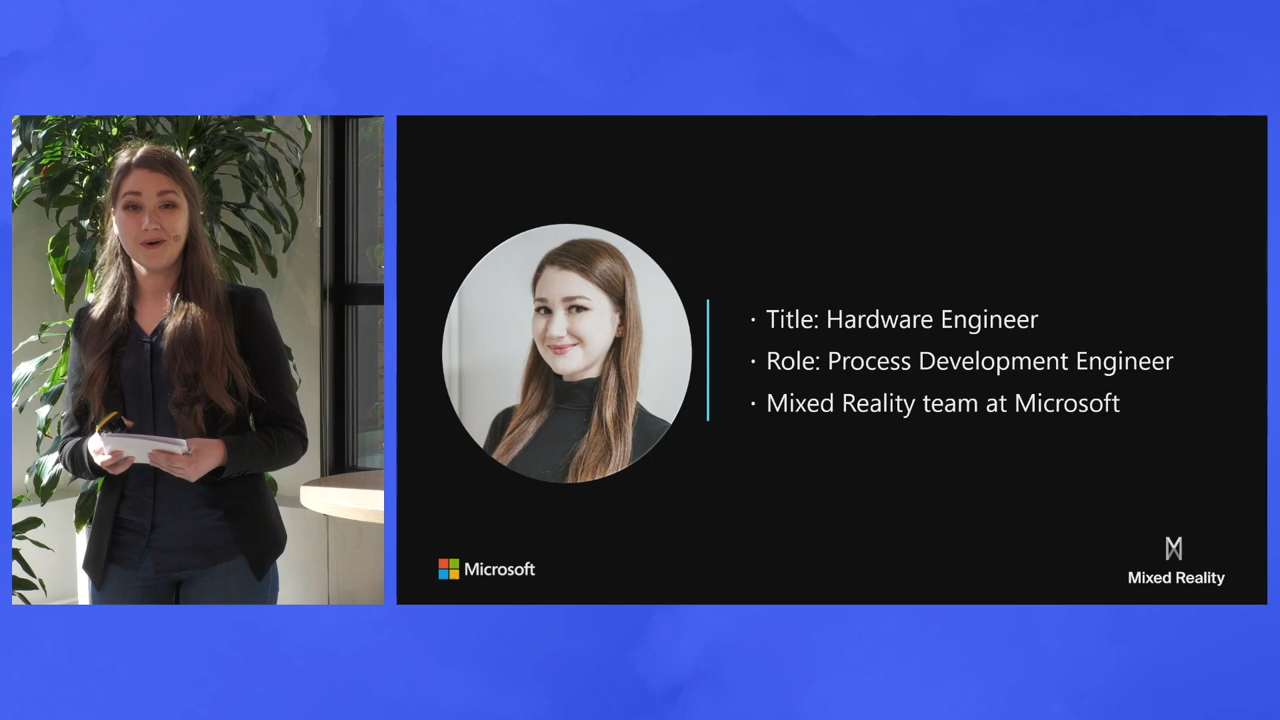 · Title: Hardware Engineer
· Role: Process Development Engineer
· Mixed Reality team at Microsoft
Microsoft
Mixed Reality